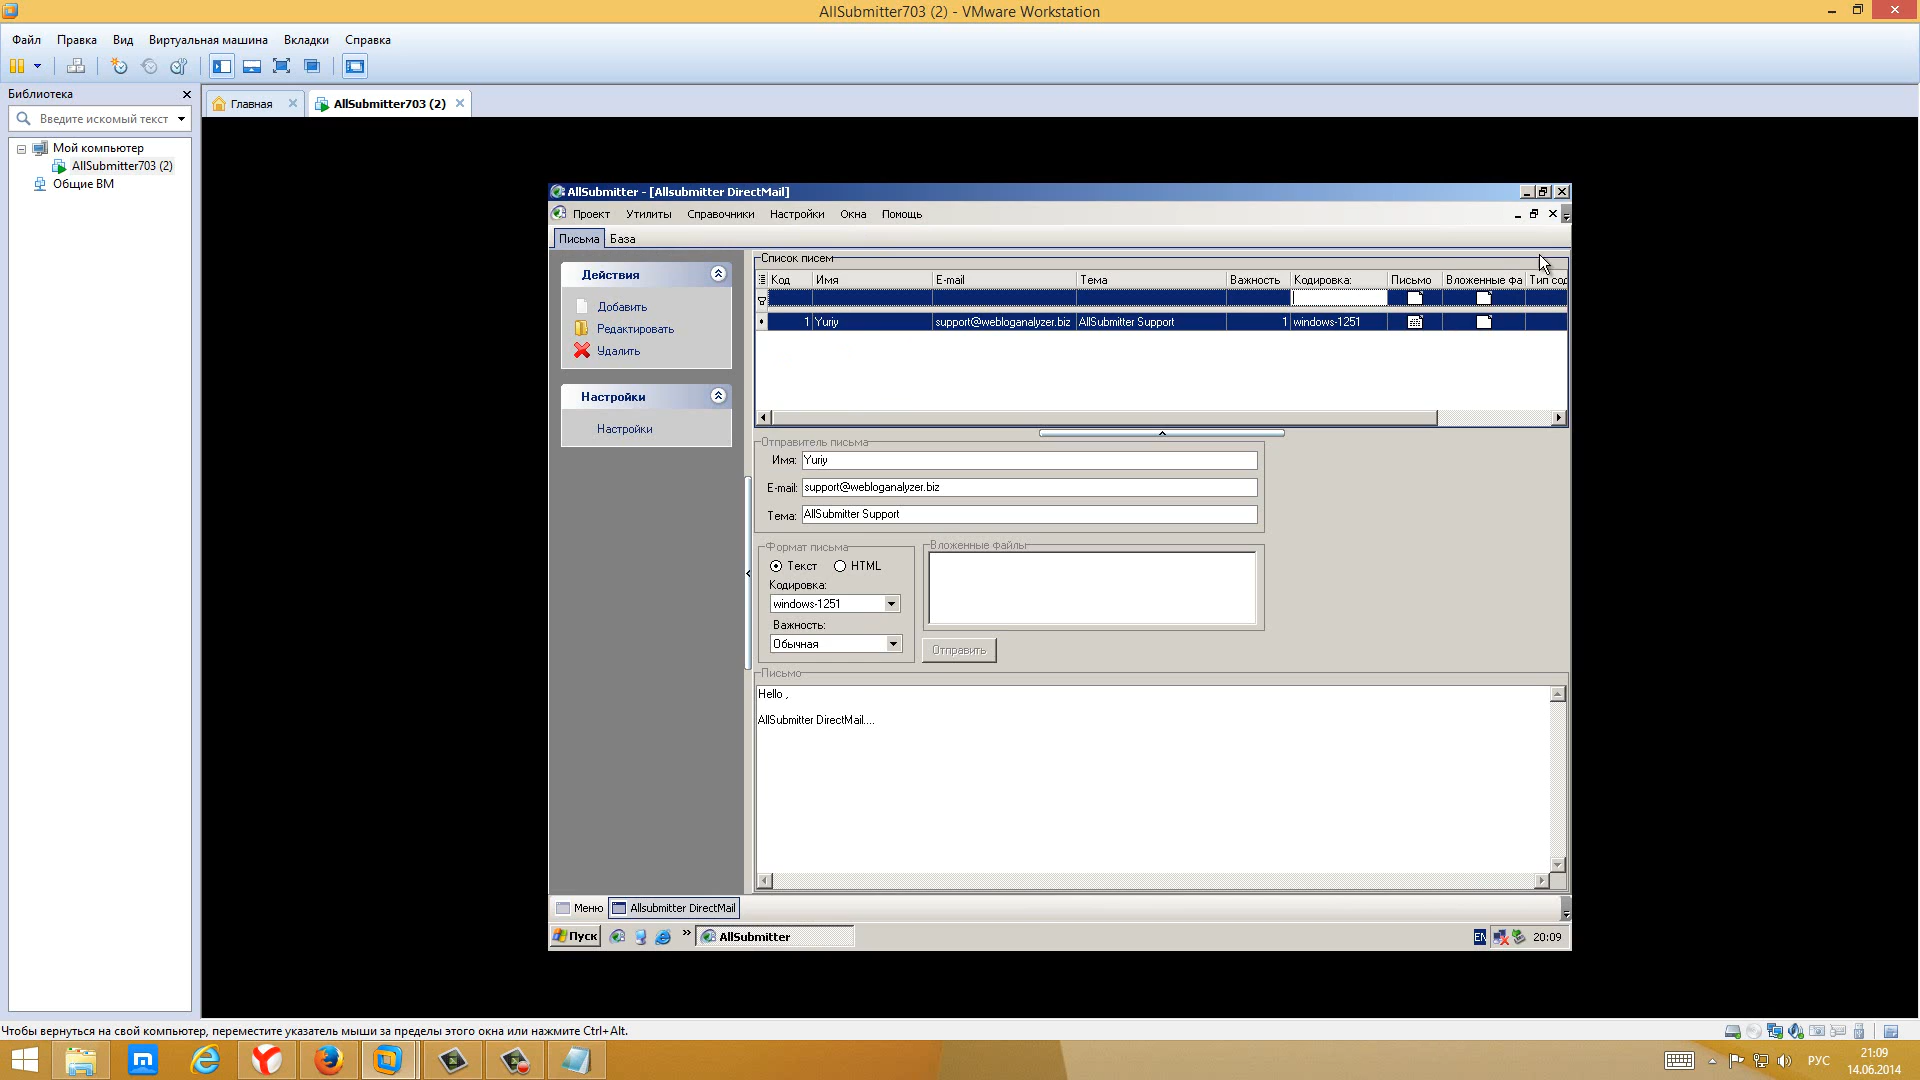 AllSubmitter703 (2) - VMware Workstation
Файл Правка Вид Виртуальная машина Вкладки Справка
Библиотека
Главная
AllSubmitter703 (2)
Введите искомый текст
Мой компьютер
AllSubmitter703 (2)
Общие ВМ
AllSubmitter - [Allsubmitter DirectMail]
Проект Утилиты Справочники Настройки Окна Помощь
Письма База
Действия
Добавить
Редактировать
Удалить
Настройки
Настройки
Список писем
Код Имя E-mail Тема Важность Кодировка: Письмо Вложенные фа Тип сод
1 Yuriy support@webloganalyzer.biz AllSubmitter Support 1 windows-1251
Отправитель письма
Имя: Yuriy
E-mail: support@webloganalyzer.biz
Тема: AllSubmitter Support
Формат письма
Текст HTML
Кодировка:
windows-1251
Важность:
Обычная
Вложенные файлы
Отправить
Письмо
Hello ,
AllSubmitter DirectMail....
Меню Allsubmitter DirectMail
Пуск » AllSubmitter EN 20:09
Чтобы вернуться на свой компьютер, переместите указатель мыши за пределы этого окна или нажмите Ctrl+Alt.
РУС
21:09
14.06.2014